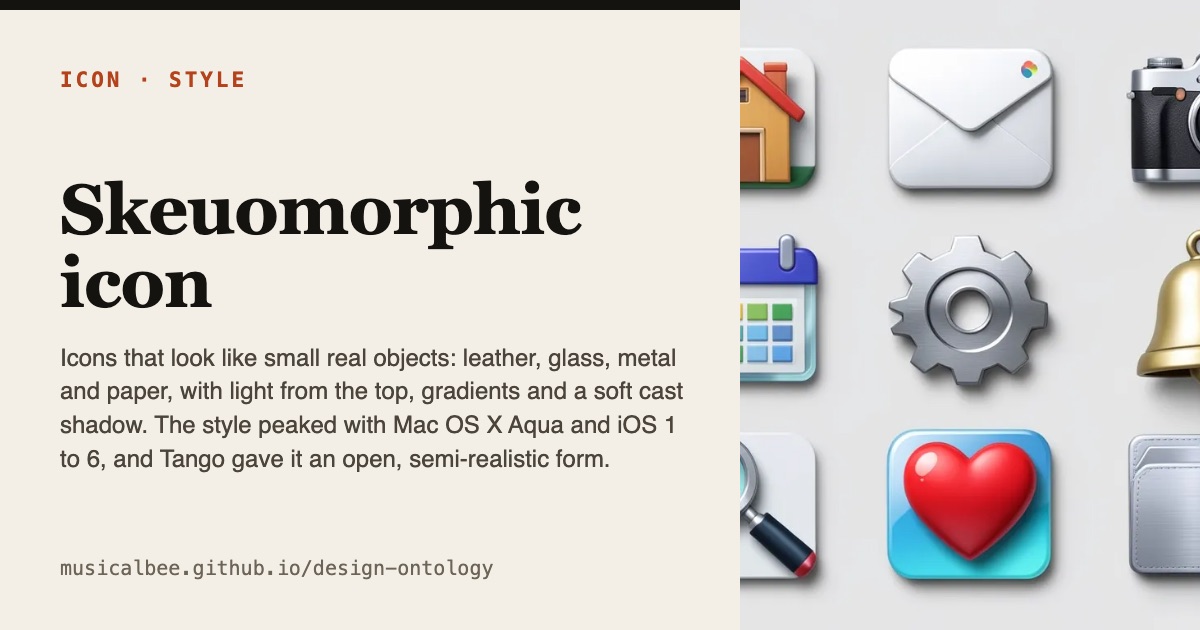 ICON · STYLE
Skeuomorphic
icon
Icons that look like small real objects: leather, glass, metal
and paper, with light from the top, gradients and a soft cast
shadow. The style peaked with Mac OS X Aqua and iOS 1
to 6, and Tango gave it an open, semi-realistic form.
musicalbee.github.io/design-ontology